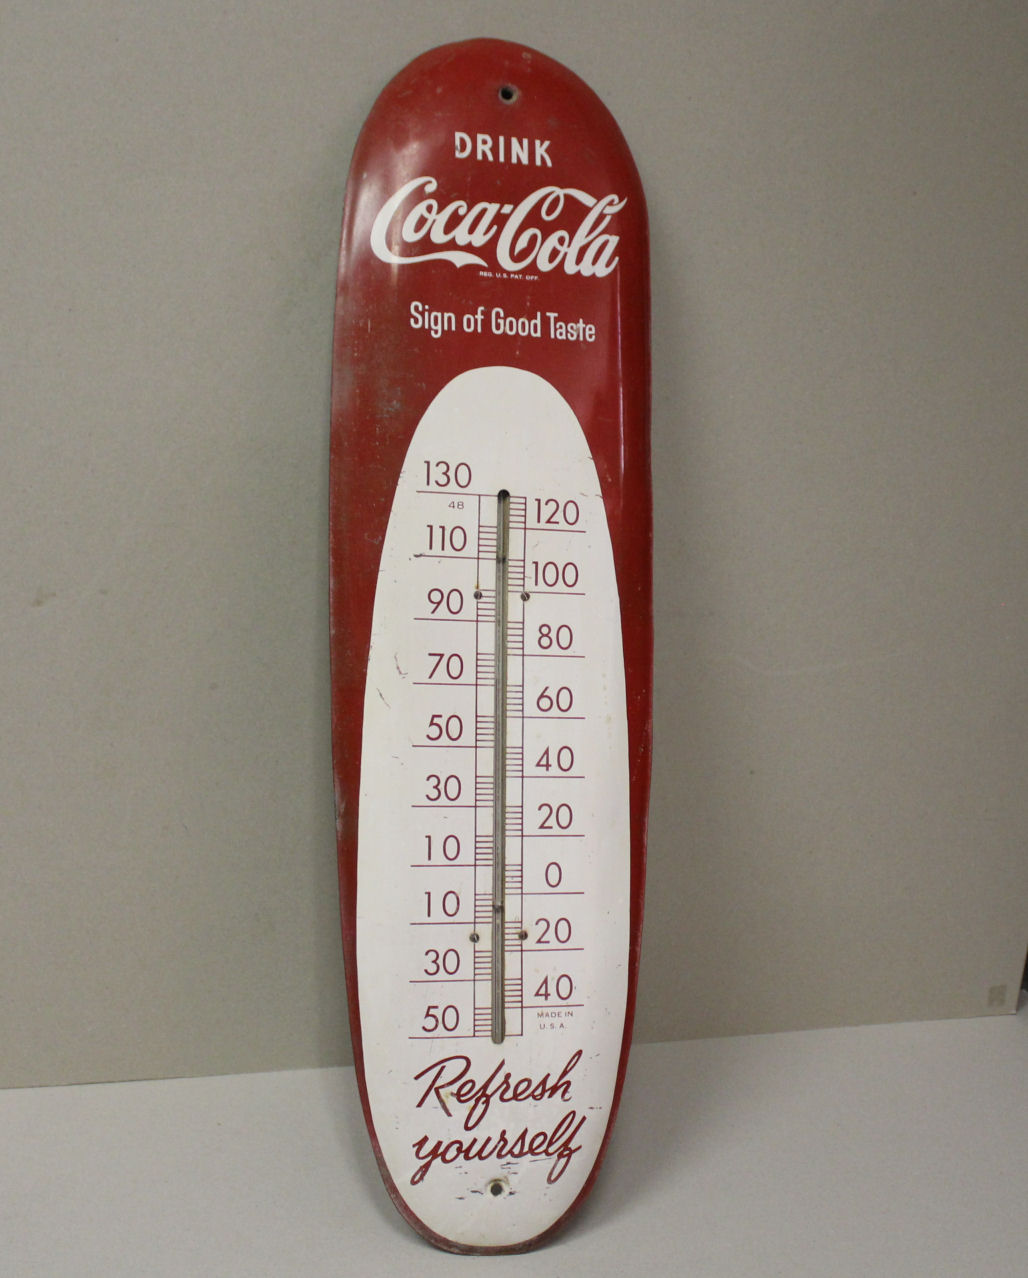 DRINK
Coca-Cola
REG. U.S. PAT. OFF.
Sign of Good Taste
130
48
120
110
100
90
80
70
60
50
40
30
20
10
0
10
20
30
40
50
MADE IN
U.S.A.
Refresh
yourself